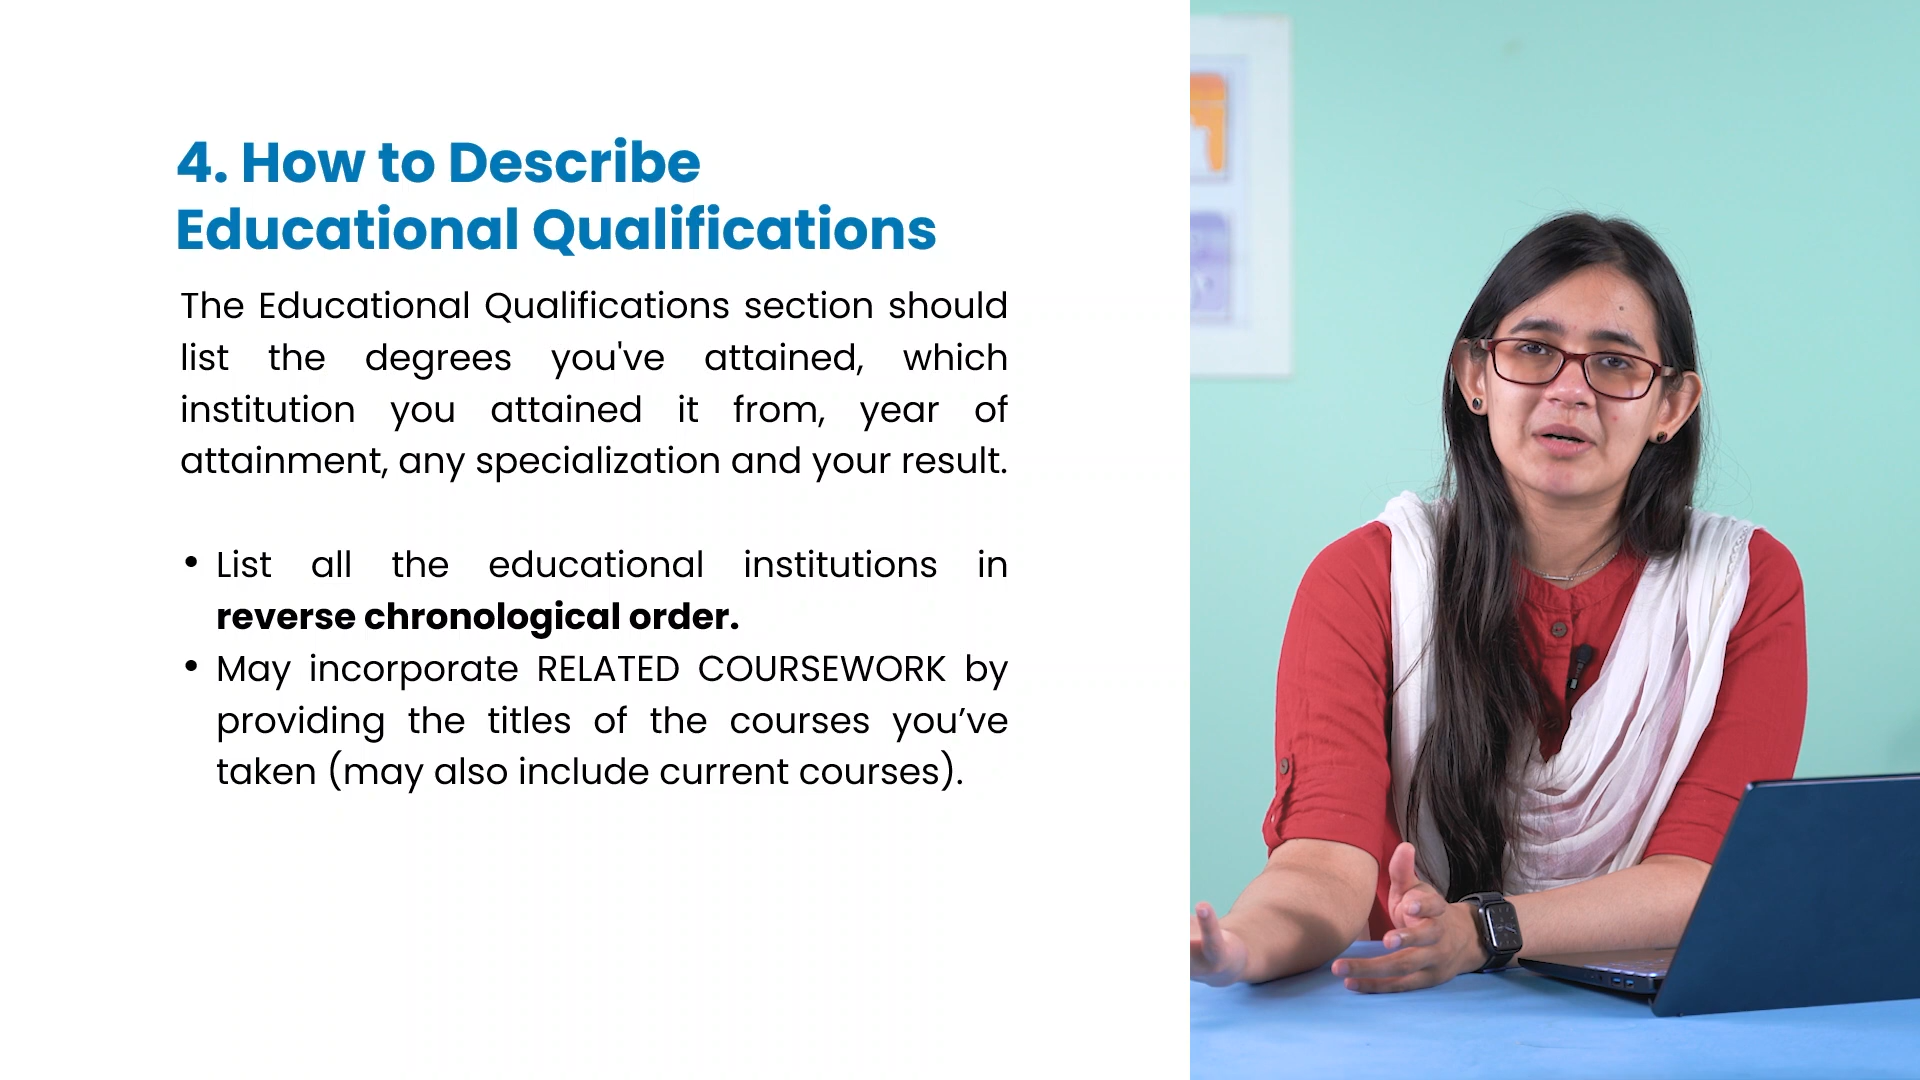 4. How to Describe
Educational Qualifications
The Educational Qualifications section should
list the degrees you've attained, which
institution you attained it from, year of
attainment, any specialization and your result.
• List all the educational institutions in
reverse chronological order.
• May incorporate RELATED COURSEWORK by
providing the titles of the courses you’ve
taken (may also include current courses).